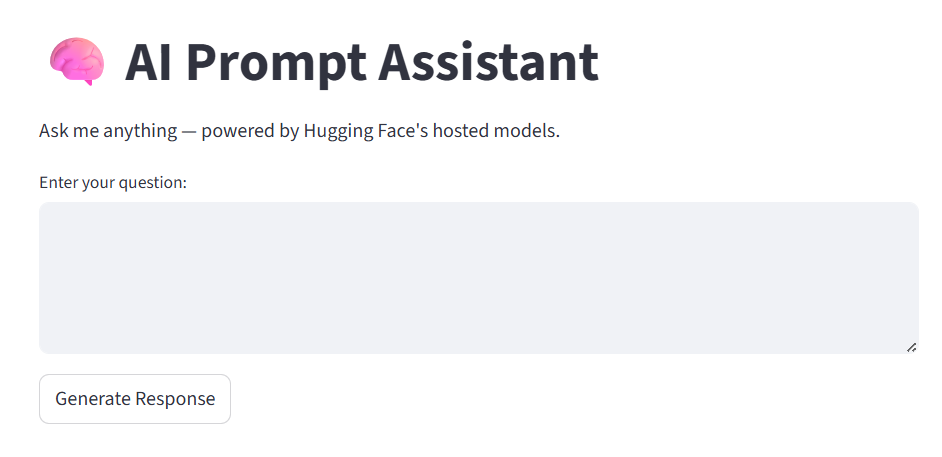 AI Prompt Assistant
Ask me anything — powered by Hugging Face's hosted models.
Enter your question:
Generate Response